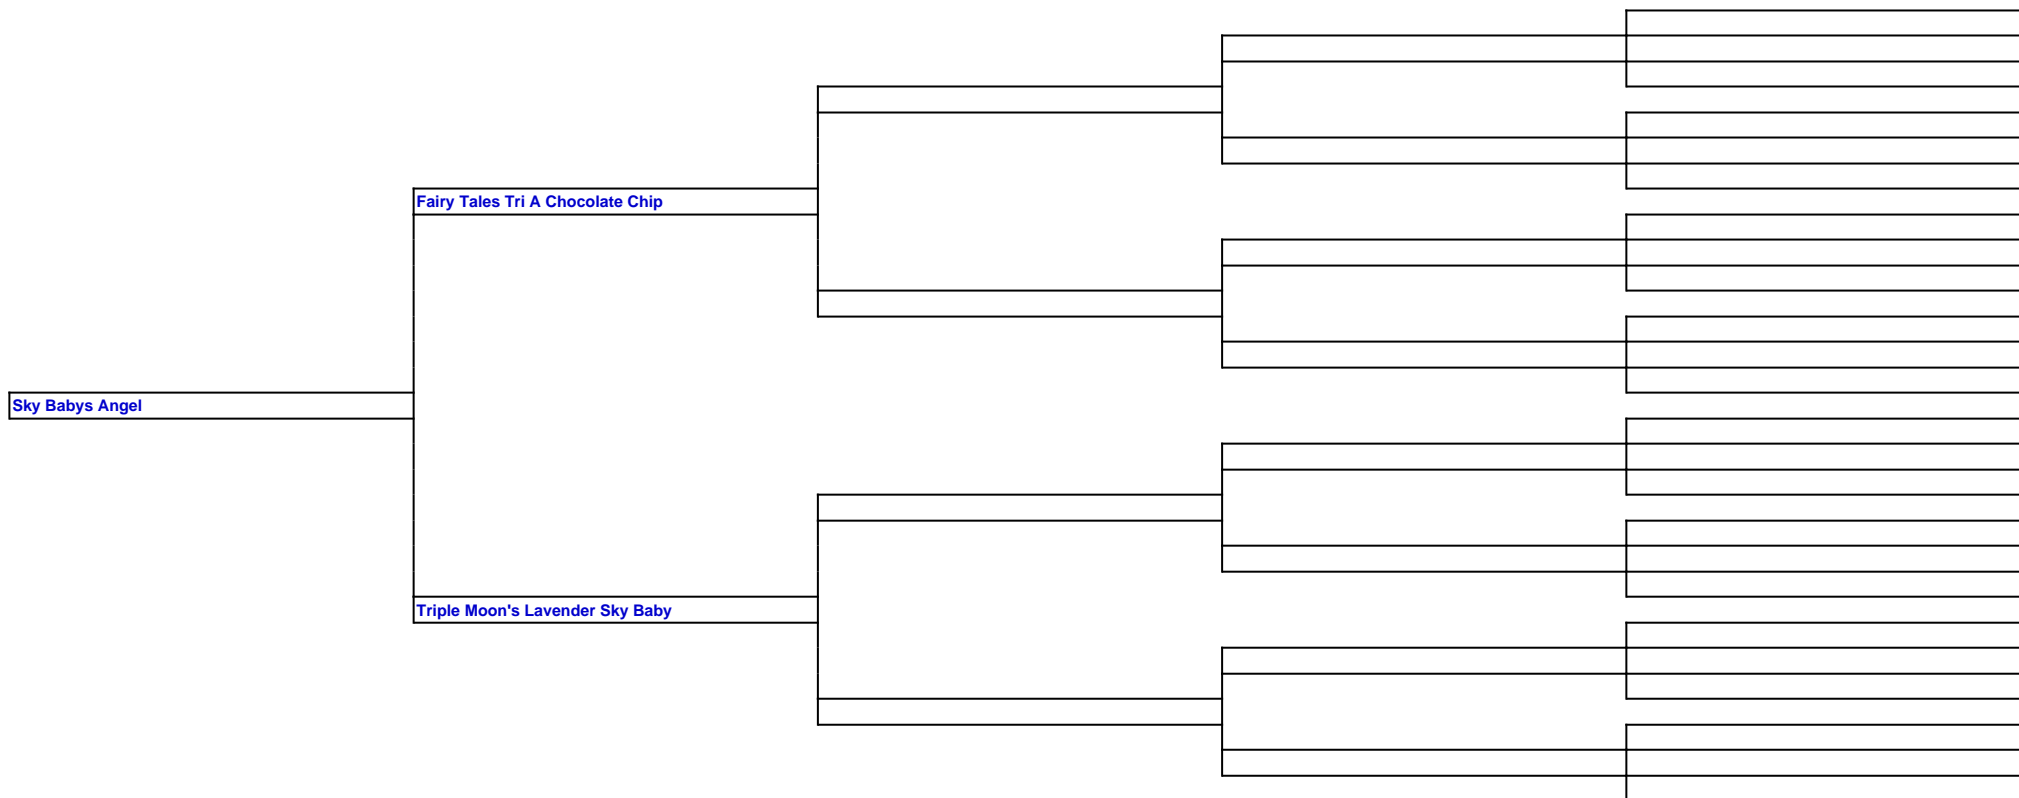 Fairy Tales Tri A Chocolate Chip
Sky Babys Angel
Triple Moon's Lavender Sky Baby